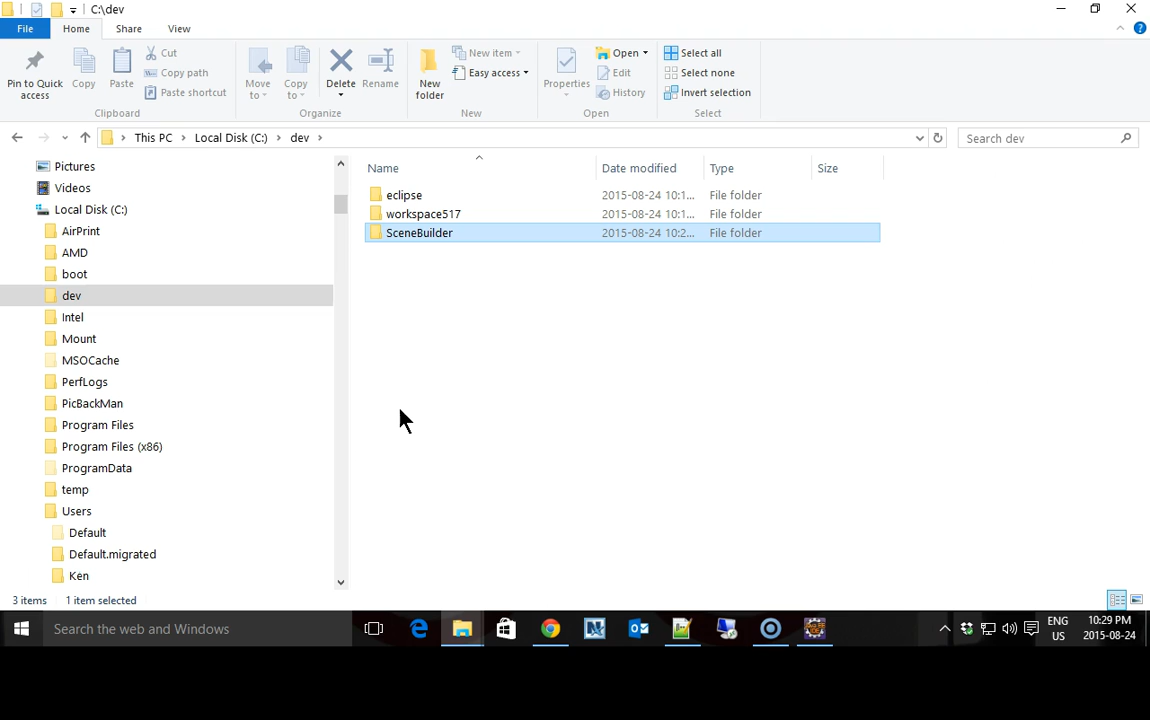 C:\dev
File Home Share View
Pin to Quick access
Copy
Paste
Cut
Copy path
Paste shortcut
Clipboard
Move to
Copy to
Delete
Rename
Organize
New folder
New item
Easy access
New
Properties
Open
Edit
History
Open
Select all
Select none
Invert selection
Select
This PC Local Disk (C:) dev
Search dev
Pictures
Videos
Local Disk (C:)
AirPrint
AMD
boot
dev
Intel
Mount
MSOCache
PerfLogs
PicBackMan
Program Files
Program Files (x86)
ProgramData
temp
Users
Default
Default.migrated
Ken
Name Date modified Type Size
eclipse 2015-08-24 10:1... File folder
workspace517 2015-08-24 10:1... File folder
SceneBuilder 2015-08-24 10:2... File folder
3 items 1 item selected
Search the web and Windows
ENG
US
10:29 PM
2015-08-24